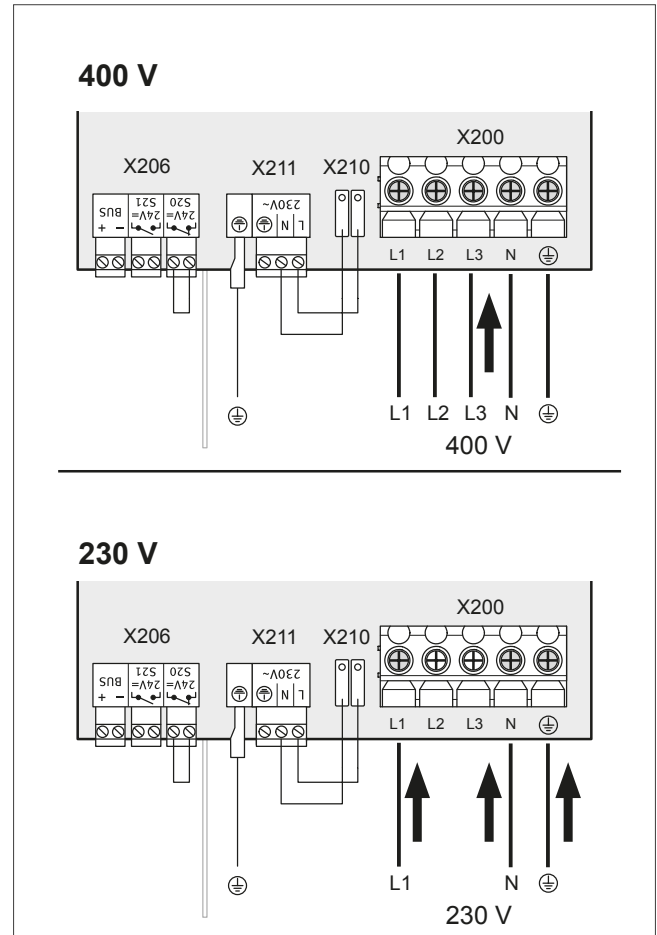 400 V
X206 X211 X210 X200
BUS S21 S20 230V~
+ − 24V= 24V= N L
L1 L2 L3 N
L1 L2 L3 N
400 V
230 V
X206 X211 X210 X200
BUS S21 S20 ~230V
+ − 24V= 24V= N L
L1 L2 L3 N
L1 N
230 V